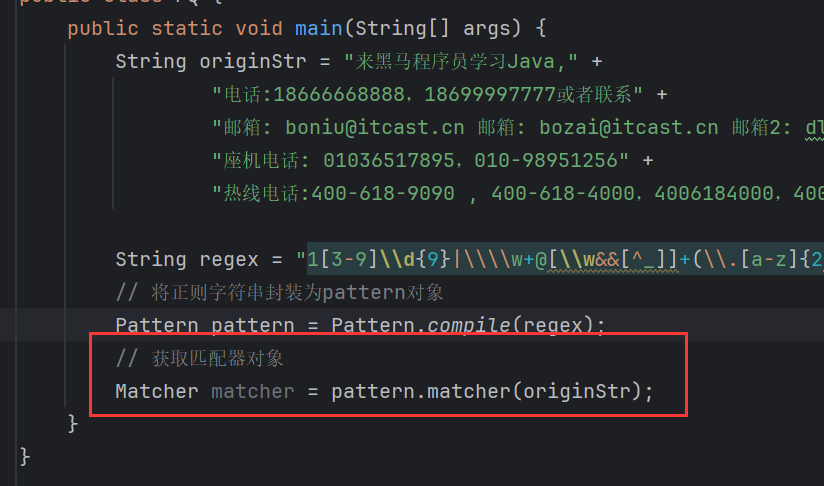 public static void main(String[] args) {
String originStr = "来黑马程序员学习Java," +
"电话:18666668888，18699997777或者联系" +
"邮箱: boniu@itcast.cn 邮箱: bozai@itcast.cn 邮箱2: dl
"座机电话: 01036517895，010-98951256" +
"热线电话:400-618-9090 , 400-618-4000，4006184000，400
String regex = "1[3-9]\\d{9}|\\\\w+@[\\w&&[^_]]+(\\.[a-z]{2
// 将正则字符串封装为pattern对象
Pattern pattern = Pattern.compile(regex);
// 获取匹配器对象
Matcher matcher = pattern.matcher(originStr);
}
}